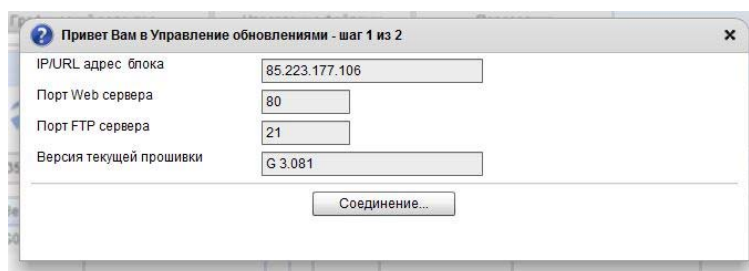 Привет Вам в Управление обновлениями - шаг 1 из 2
IP/URL адрес блока 85.223.177.106
Порт Web сервера 80
Порт FTP сервера 21
Версия текущей прошивки G 3.081
Соединение...